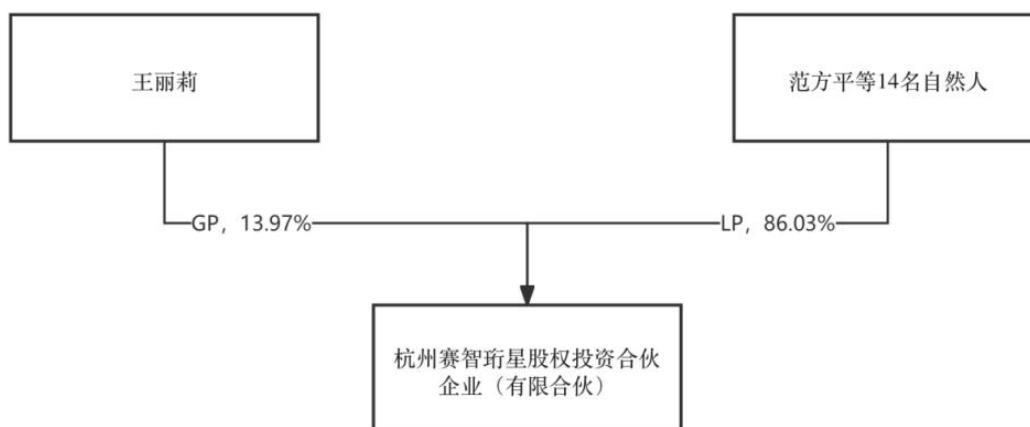 王丽莉
范方平等14名自然人
GP，13.97%
LP，86.03%
杭州赛智珩星股权投资合伙
企业（有限合伙）